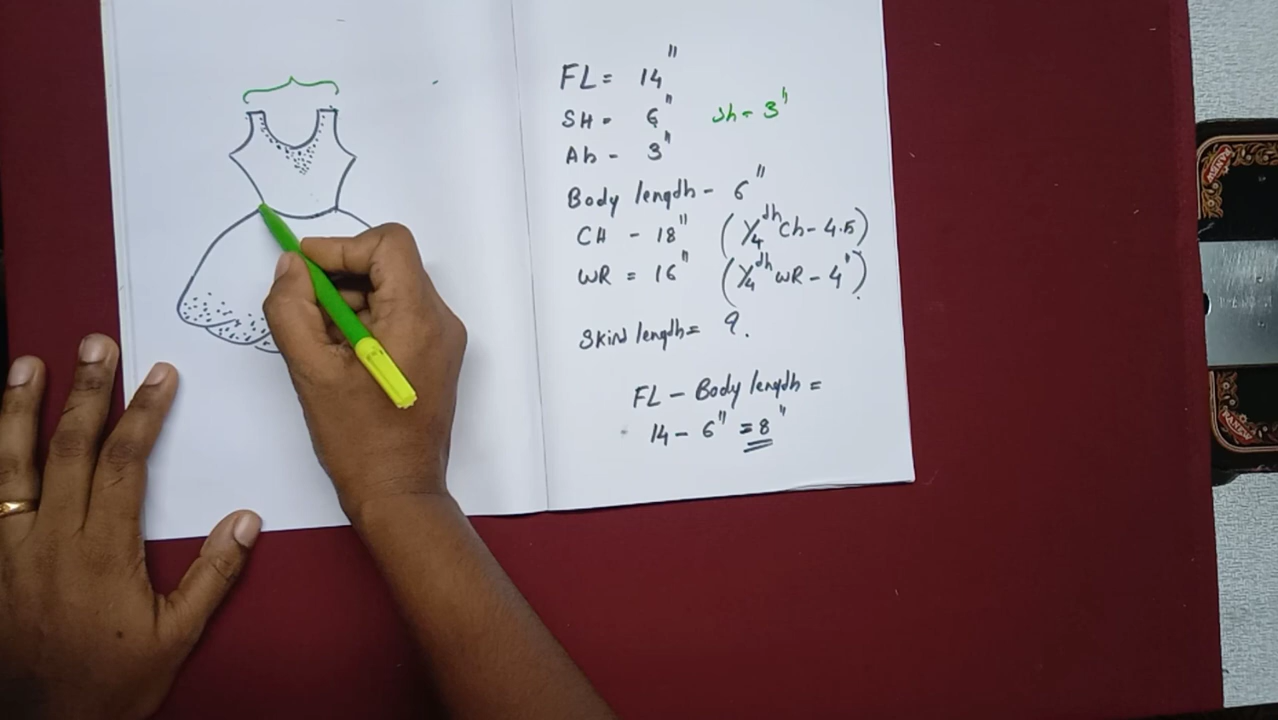 FL = 14"
SH - 6" Sh = 3"
Ah - 3"
Body length - 6"
CH - 18" (1/4th Ch - 4.5)
WR = 16" (1/4th WR - 4")
Skirt length = 9.
FL - Body length =
14 - 6" = 8"